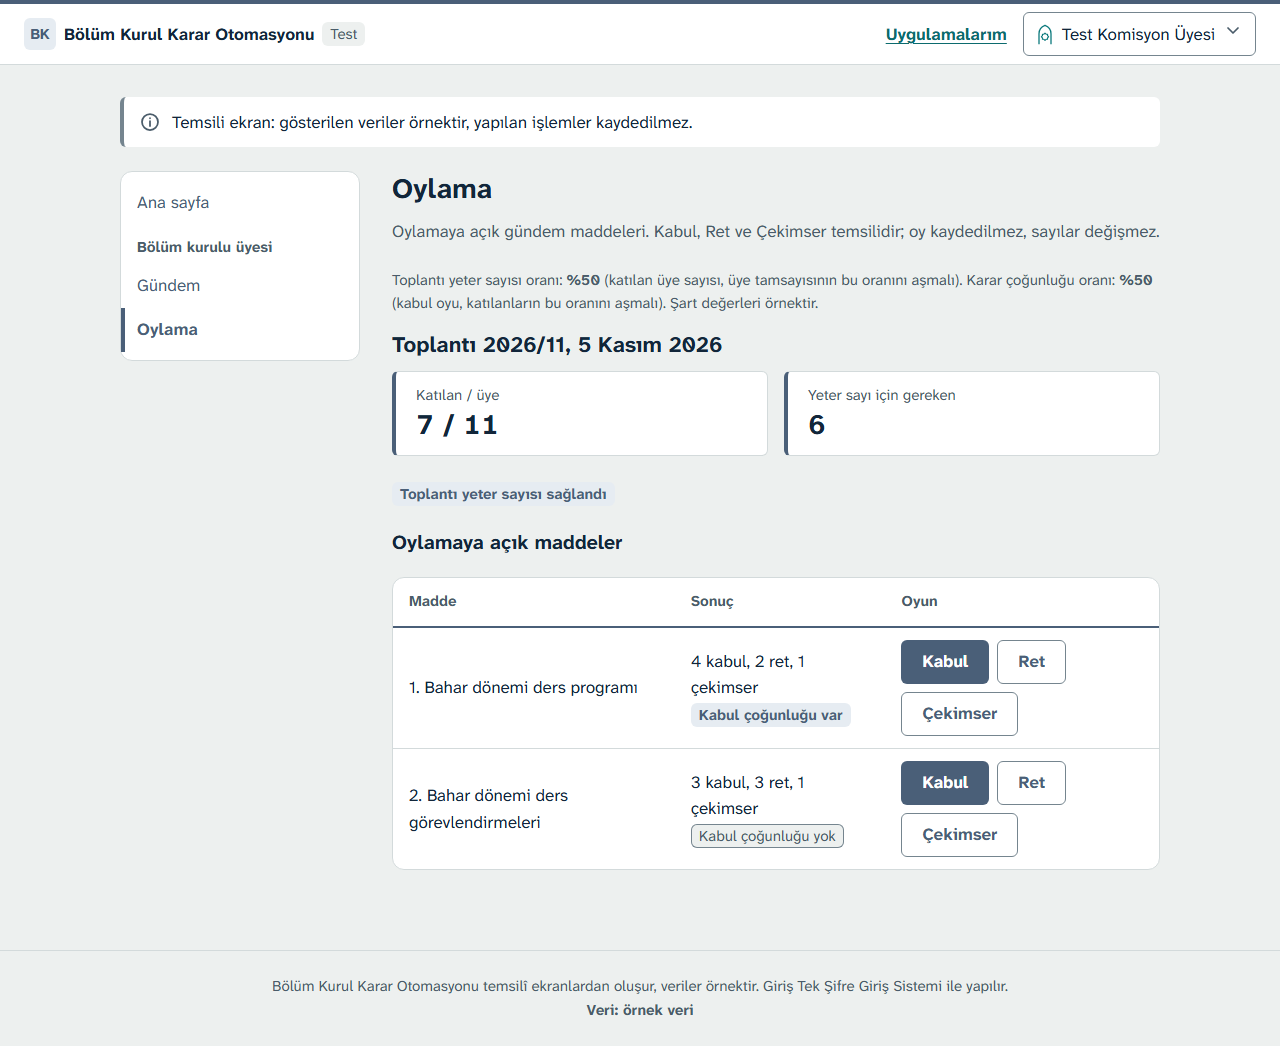 BK Bölüm Kurul Karar Otomasyonu Test
Uygulamalarım
Test Komisyon Üyesi
Temsili ekran: gösterilen veriler örnektir, yapılan işlemler kaydedilmez.
Ana sayfa
Bölüm kurulu üyesi
Gündem
Oylama
Oylama
Oylamaya açık gündem maddeleri. Kabul, Ret ve Çekimser temsilidir; oy kaydedilmez, sayılar değişmez.
Toplantı yeter sayısı oranı: %50 (katılan üye sayısı, üye tamsayısının bu oranını aşmalı). Karar çoğunluğu oranı: %50
(kabul oyu, katılanların bu oranını aşmalı). Şart değerleri örnektir.
Toplantı 2026/11, 5 Kasım 2026
Katılan / üye
7 / 11
Yeter sayı için gereken
6
Toplantı yeter sayısı sağlandı
Oylamaya açık maddeler
Madde Sonuç Oyun
1. Bahar dönemi ders programı
4 kabul, 2 ret, 1
çekimser
Kabul çoğunluğu var
Kabul Ret
Çekimser
2. Bahar dönemi ders
görevlendirmeleri
3 kabul, 3 ret, 1
çekimser
Kabul çoğunluğu yok
Kabul Ret
Çekimser
Bölüm Kurul Karar Otomasyonu temsilî ekranlardan oluşur, veriler örnektir. Giriş Tek Şifre Giriş Sistemi ile yapılır.
Veri: örnek veri